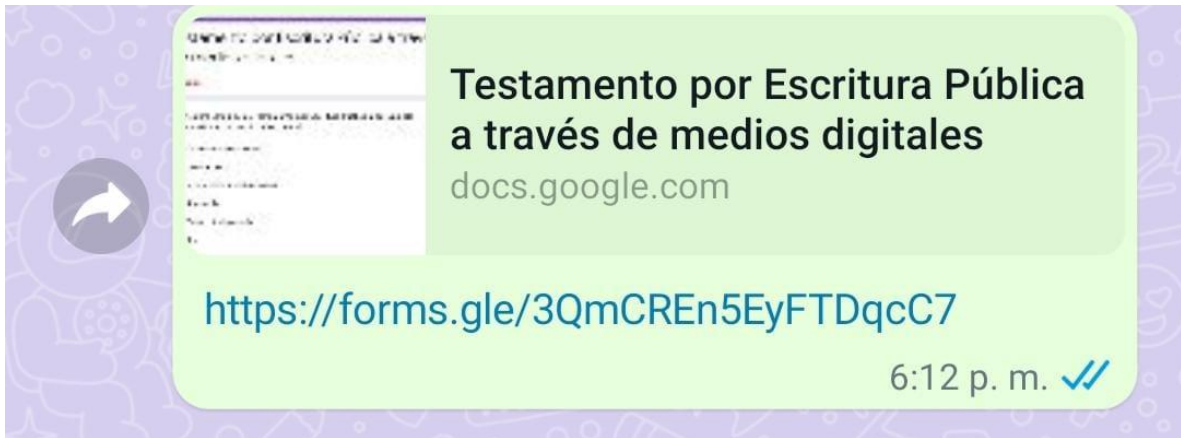 Testamento por Escritura Pública
a través de medios digitales
docs.google.com
https://forms.gle/3QmCREn5EyFTDqcC7
6:12 p. m.